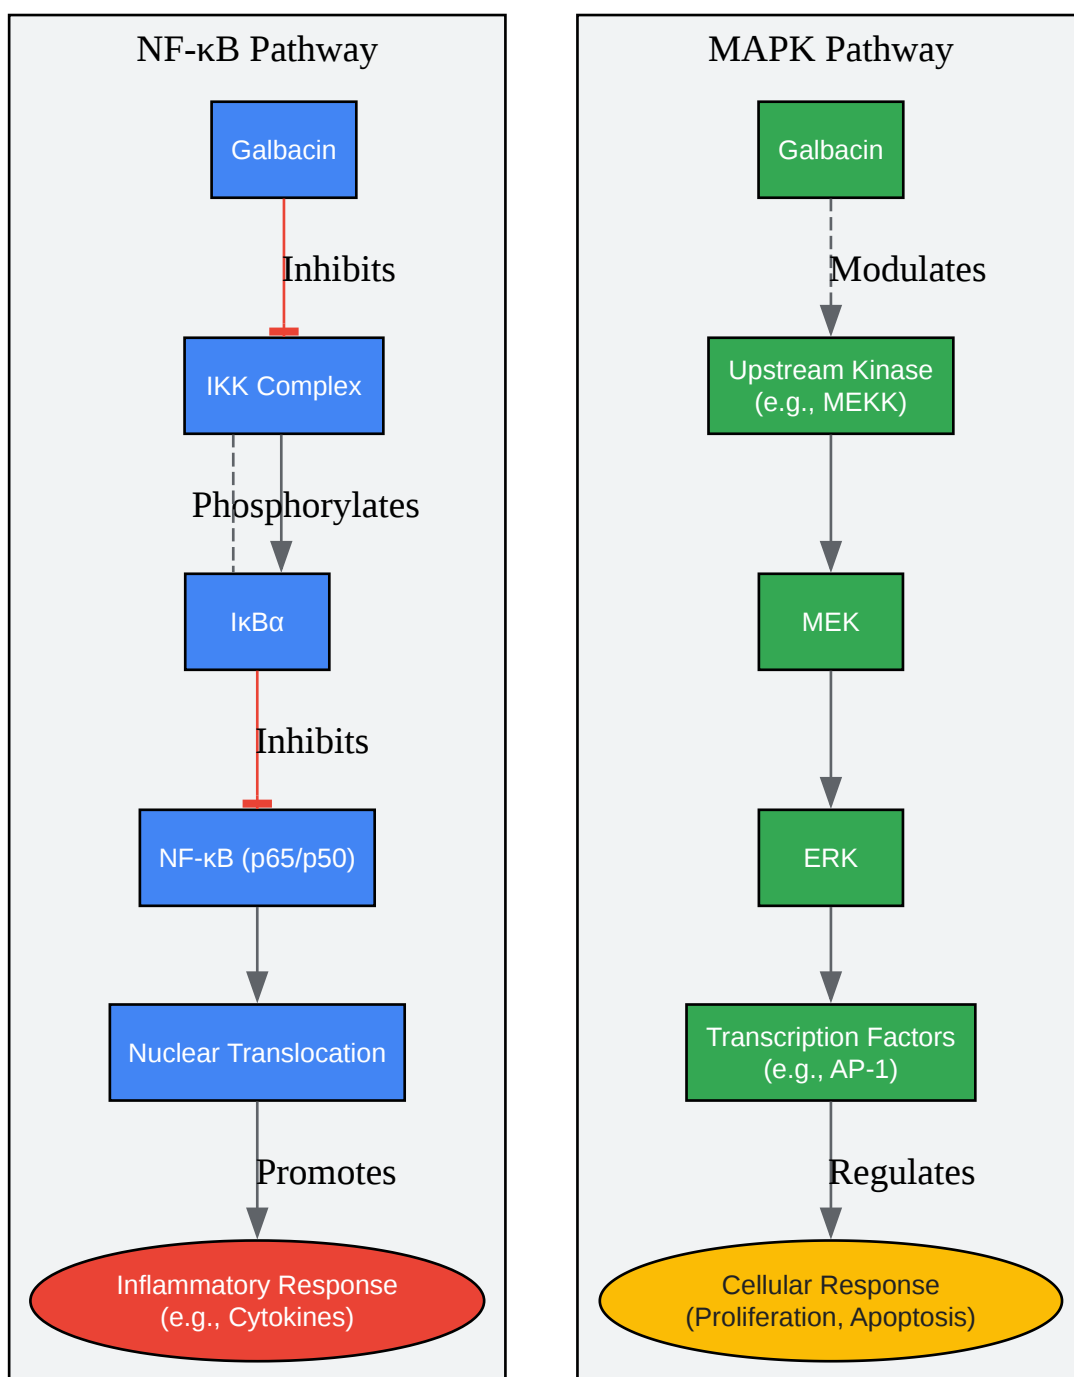 NF-κB Pathway
Galbacin
Inhibits
IKK Complex
Phosphorylates
IκBα
Inhibits
NF-κB (p65/p50)
Nuclear Translocation
Promotes
Inflammatory Response
(e.g., Cytokines)
MAPK Pathway
Galbacin
Modulates
Upstream Kinase
(e.g., MEKK)
MEK
ERK
Transcription Factors
(e.g., AP-1)
Regulates
Cellular Response
(Proliferation, Apoptosis)